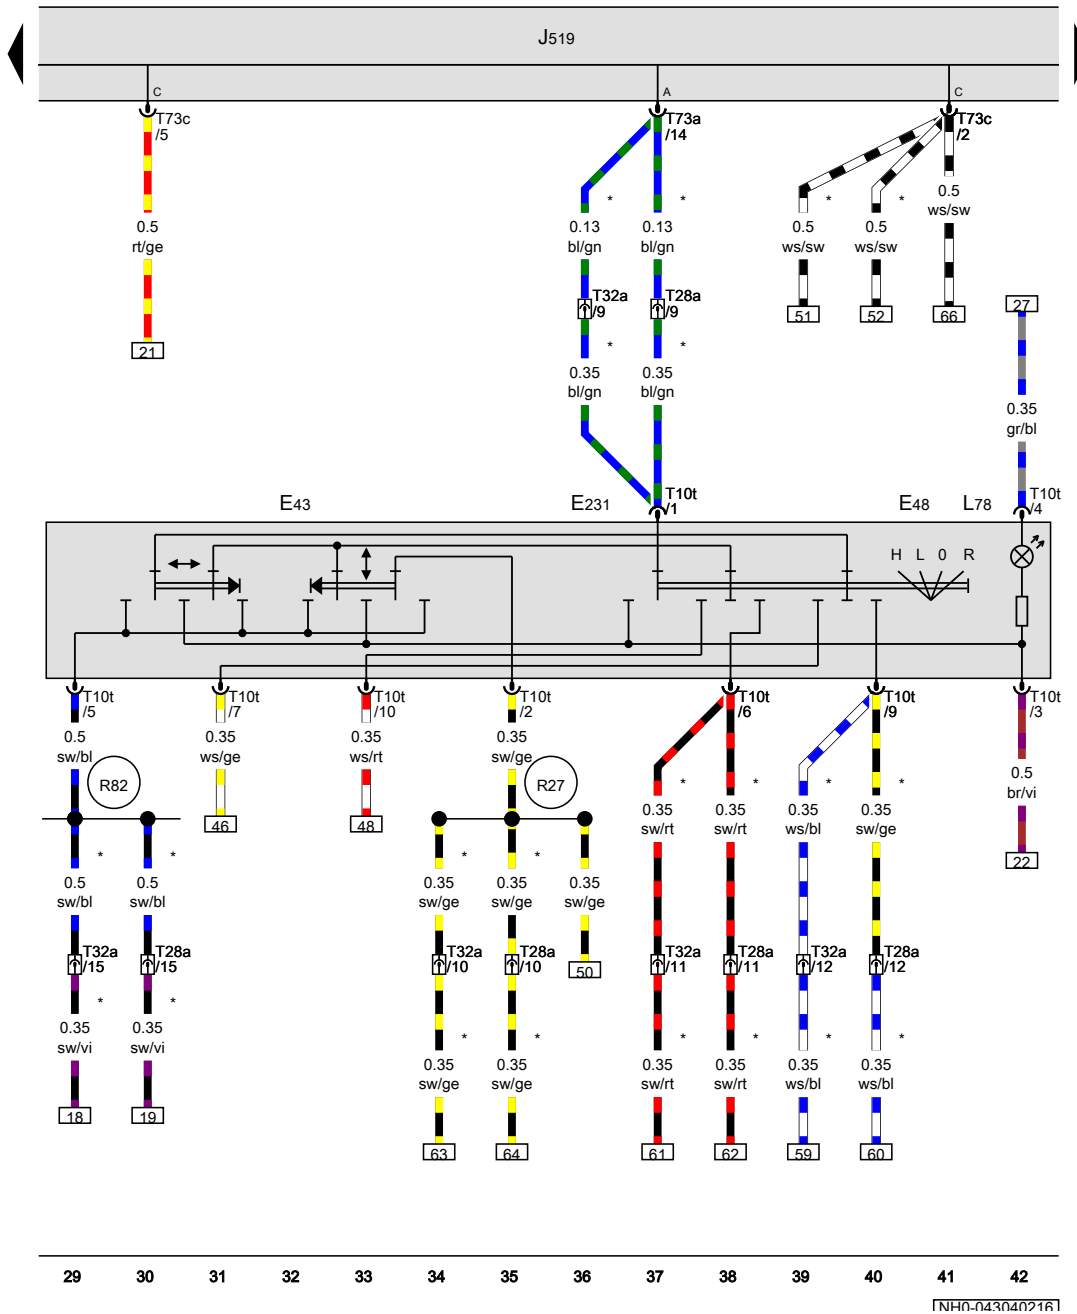 J519
C
A
C
T73c
/5
T73a
/14
T73c
/2
* * * *
0.5
rt/ge
0.13
bl/gn
0.13
bl/gn
0.5
ws/sw
0.5
ws/sw
0.5
ws/sw
T32a
/9
T28a
/9
51
52
66
27
21
* *
0.35
bl/gn
0.35
bl/gn
0.35
gr/bl
E43
E231
T10t
/1
E48
L78
T10t
/4
H L 0 R
T10t
/5
T10t
/7
T10t
/10
T10t
/2
T10t
/6
T10t
/9
T10t
/3
0.5
sw/bl
0.35
ws/ge
0.35
ws/rt
0.35
sw/ge
0.5
br/vi
R82
R27
* * * *
0.35
sw/rt
0.35
sw/rt
0.35
ws/bl
0.35
sw/ge
46
48
22
* * * *
0.5
sw/bl
0.5
sw/bl
0.35
sw/ge
0.35
sw/ge
0.35
sw/ge
T32a
/15
T28a
/15
T32a
/10
T28a
/10
50
T32a
/11
T28a
/11
T32a
/12
T28a
/12
* *
0.35
sw/vi
0.35
sw/vi
* * * * * *
0.35
sw/ge
0.35
sw/ge
0.35
sw/rt
0.35
sw/rt
0.35
ws/bl
0.35
ws/bl
18
19
63
64
61
62
59
60
29 30 31 32 33 34 35 36 37 38 39 40 41 42
NH0-043040216